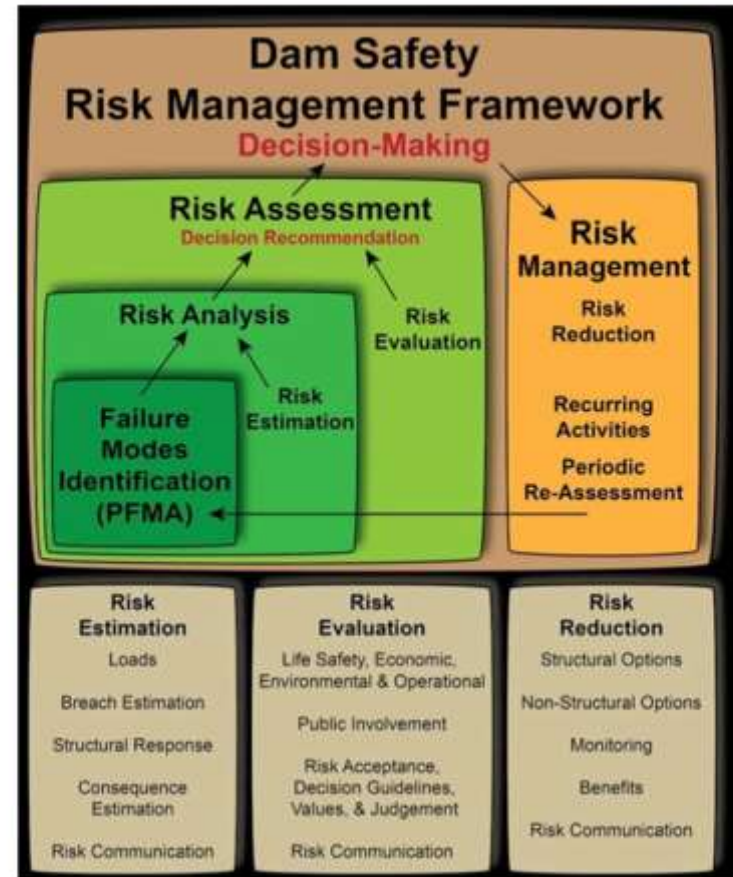 Dam Safety
Risk Management Framework
Decision-Making
Risk Assessment
Decision Recommendation
Risk Analysis
Risk
Evaluation
Risk
Estimation
Failure
Modes
Identification
(PFMA)
Risk
Management
Risk
Reduction
Recurring
Activities
Periodic
Re-Assessment
Risk
Estimation
Loads
Breach Estimation
Structural Response
Consequence
Estimation
Risk Communication
Risk
Evaluation
Life Safety, Economic,
Environmental & Operational
Public Involvement
Risk Acceptance,
Decision Guidelines,
Values, & Judgement
Risk Communication
Risk
Reduction
Structural Options
Non-Structural Options
Monitoring
Benefits
Risk Communication